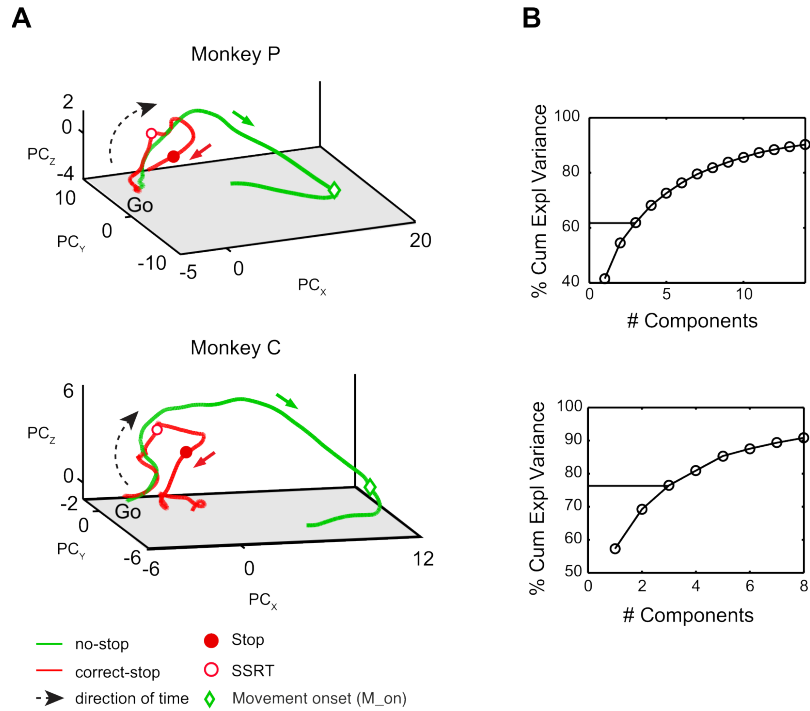 A
B
Monkey P
2
0
-4
PCZ
10
0
-10
PCY
Go
-5
0
20
PCX
100
80
60
40
% Cum Expl Variance
0
5
10
# Components
Monkey C
6
0
PCZ
-2
0
-6
PCY
Go
-6
0
12
PCX
100
90
80
70
60
50
% Cum Expl Variance
0
2
4
6
8
# Components
no-stop
Stop
correct-stop
SSRT
direction of time
Movement onset (M_on)